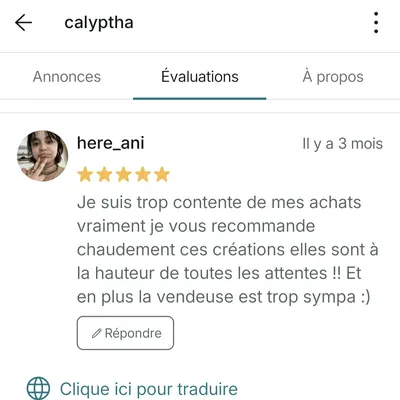 calyptha
Annonces Évaluations À propos
here_ani Il y a 3 mois
Je suis trop contente de mes achats
vraiment je vous recommande
chaudement ces créations elles sont à
la hauteur de toutes les attentes !! Et
en plus la vendeuse est trop sympa :)
Répondre
Clique ici pour traduire